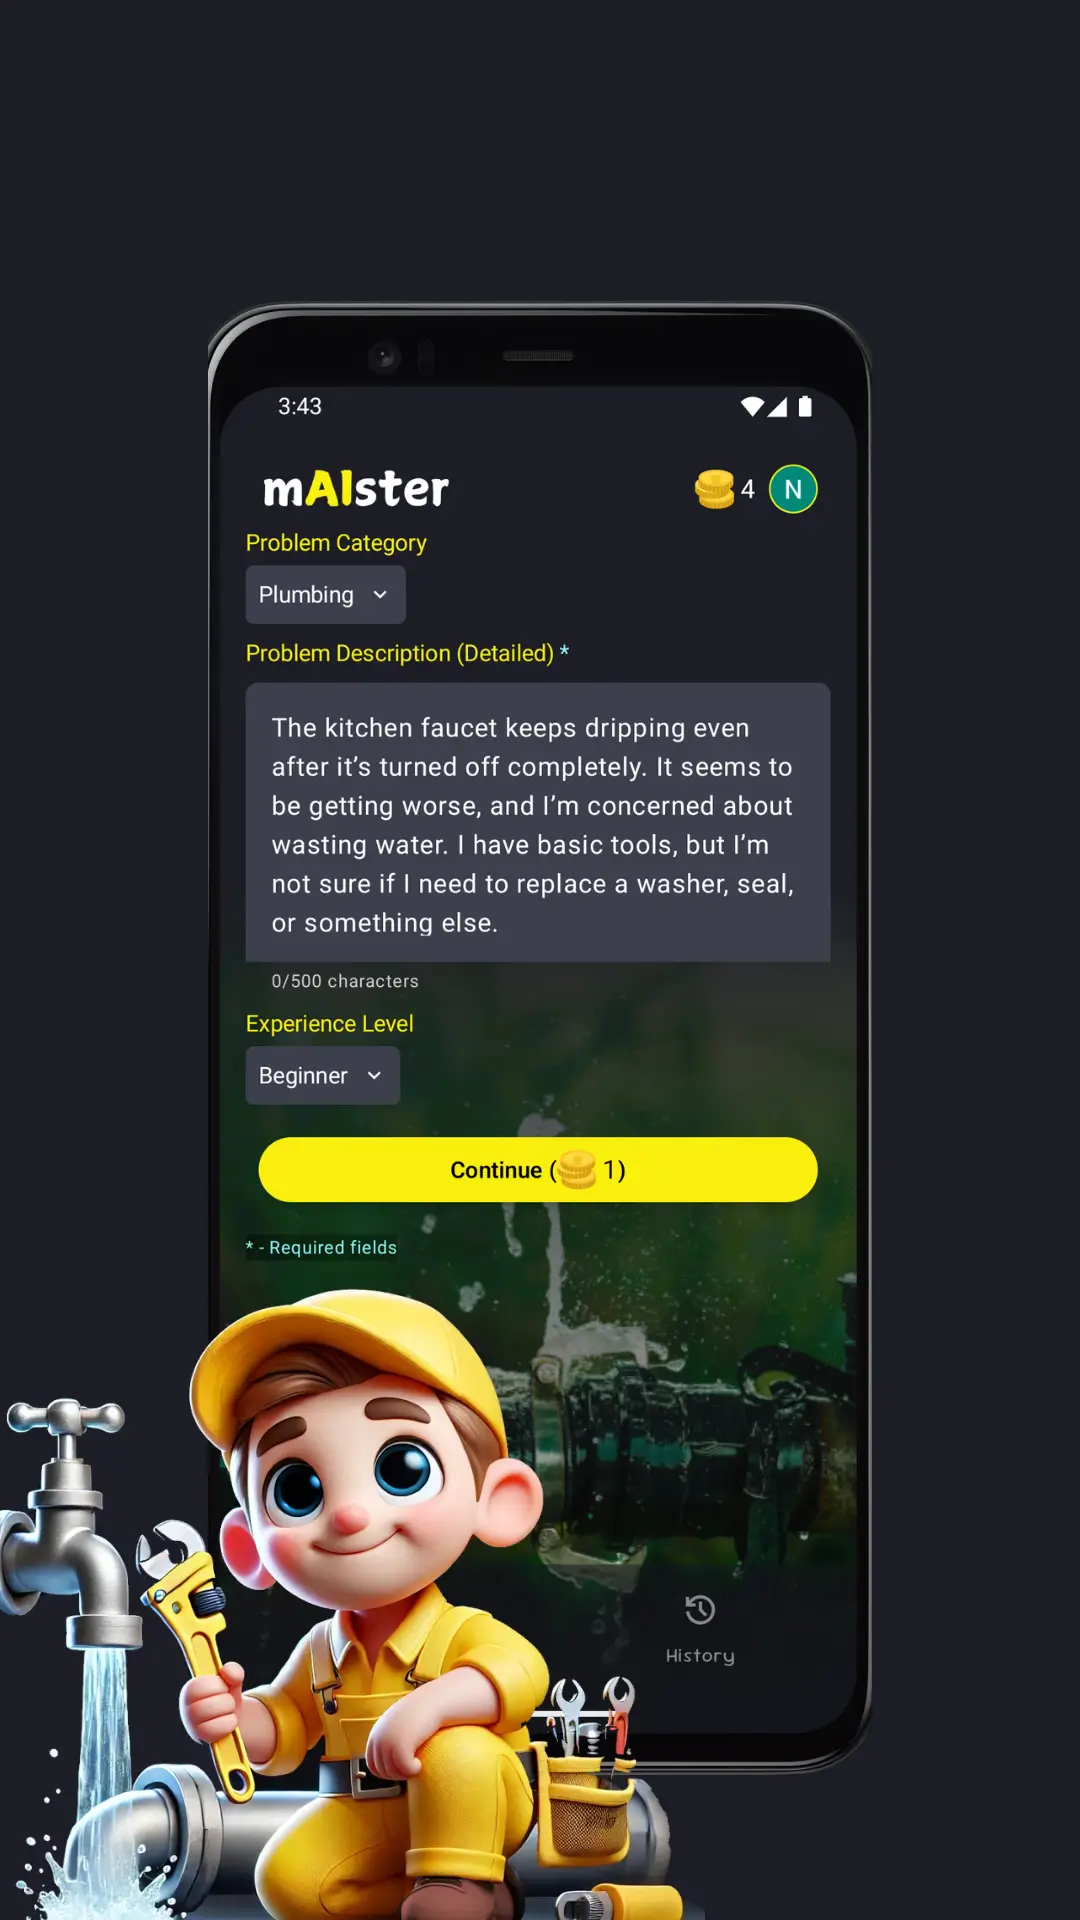 3:43
mAIster
4
N
Problem Category
Plumbing
Problem Description (Detailed) *
The kitchen faucet keeps dripping even
after it’s turned off completely. It seems to
be getting worse, and I’m concerned about
wasting water. I have basic tools, but I’m
not sure if I need to replace a washer, seal,
or something else.
0/500 characters
Experience Level
Beginner
Continue ( 1)
* - Required fields
History